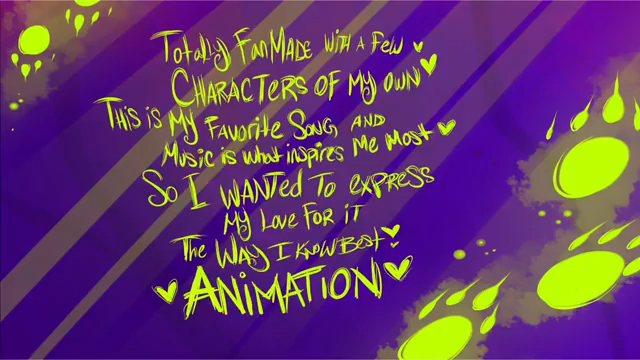 Totally FanMade with a Few
Characters of my own
This is my Favorite Song and
Music is what inspires me most
So I wanted to express
my Love For it
The Way I Know Best
Animation